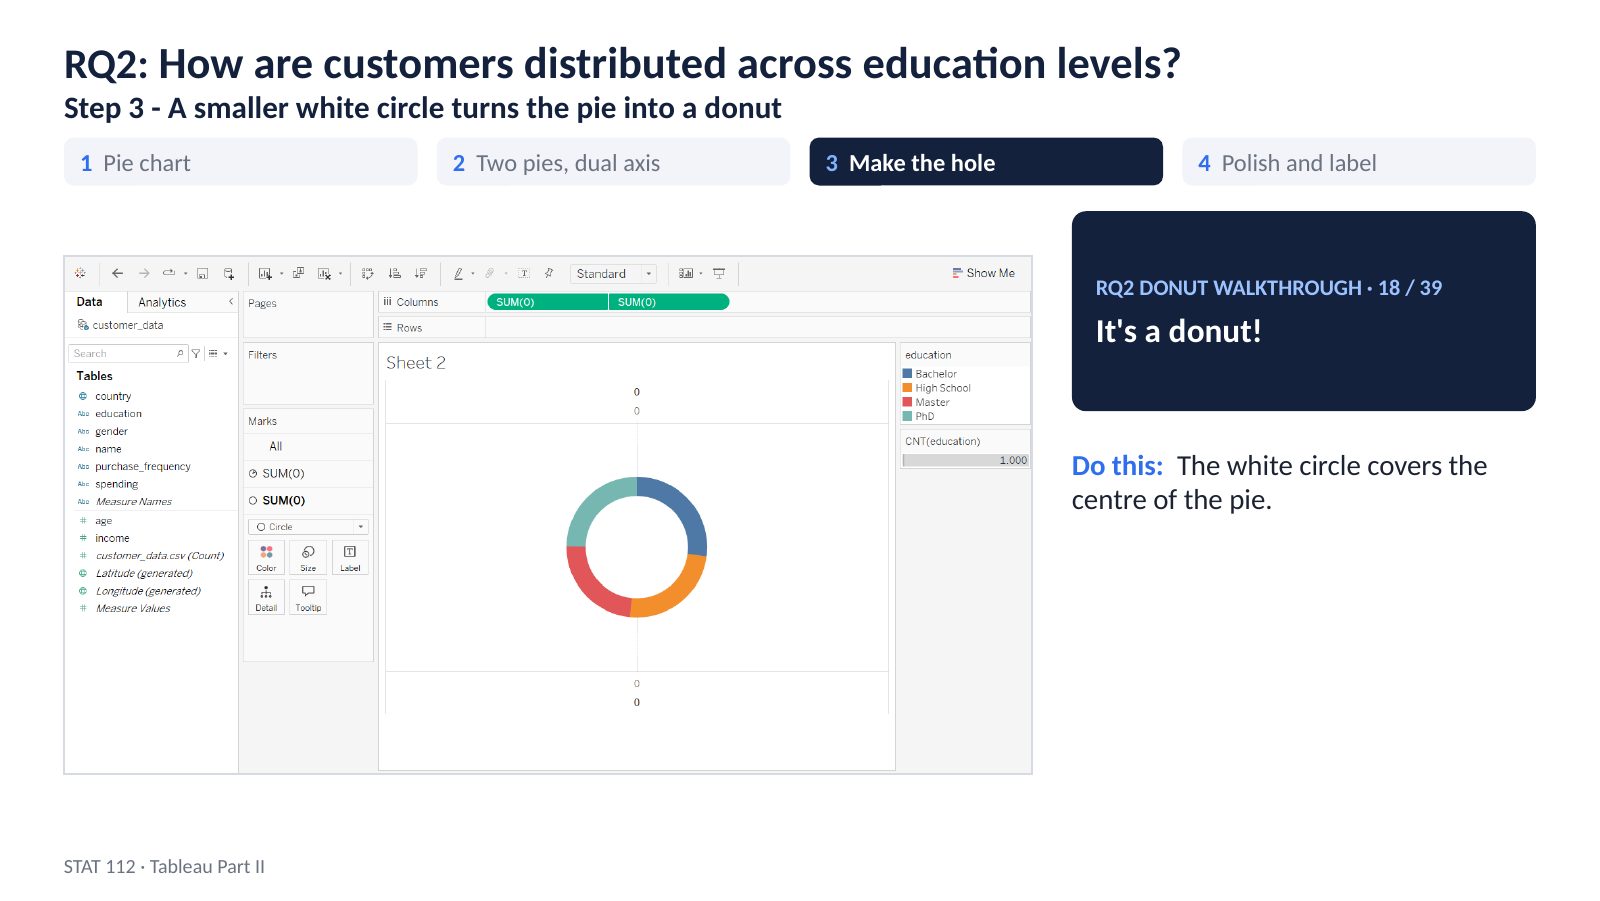 RQ2: How are customers distributed across education levels?
Step 3 - A smaller white circle turns the pie into a donut
1 Pie chart
2 Two pies, dual axis
3 Make the hole
4 Polish and label
Standard
Show Me
Data
Analytics
customer_data
Search
Tables
country
Abc education
Abc gender
Abc name
Abc purchase_frequency
Abc spending
Abc Measure Names
# age
# income
# customer_data.csv (Count)
Latitude (generated)
Longitude (generated)
# Measure Values
Pages
Filters
Marks
All
SUM(0)
SUM(0)
Circle
Color
Size
T
Label
Detail
Tooltip
Columns
SUM(0)
SUM(0)
Rows
Sheet 2
0
0
0
0
education
Bachelor
High School
Master
PhD
CNT(education)
1.000
RQ2 DONUT WALKTHROUGH · 18 / 39
It's a donut!
Do this: The white circle covers the
centre of the pie.
STAT 112 · Tableau Part II